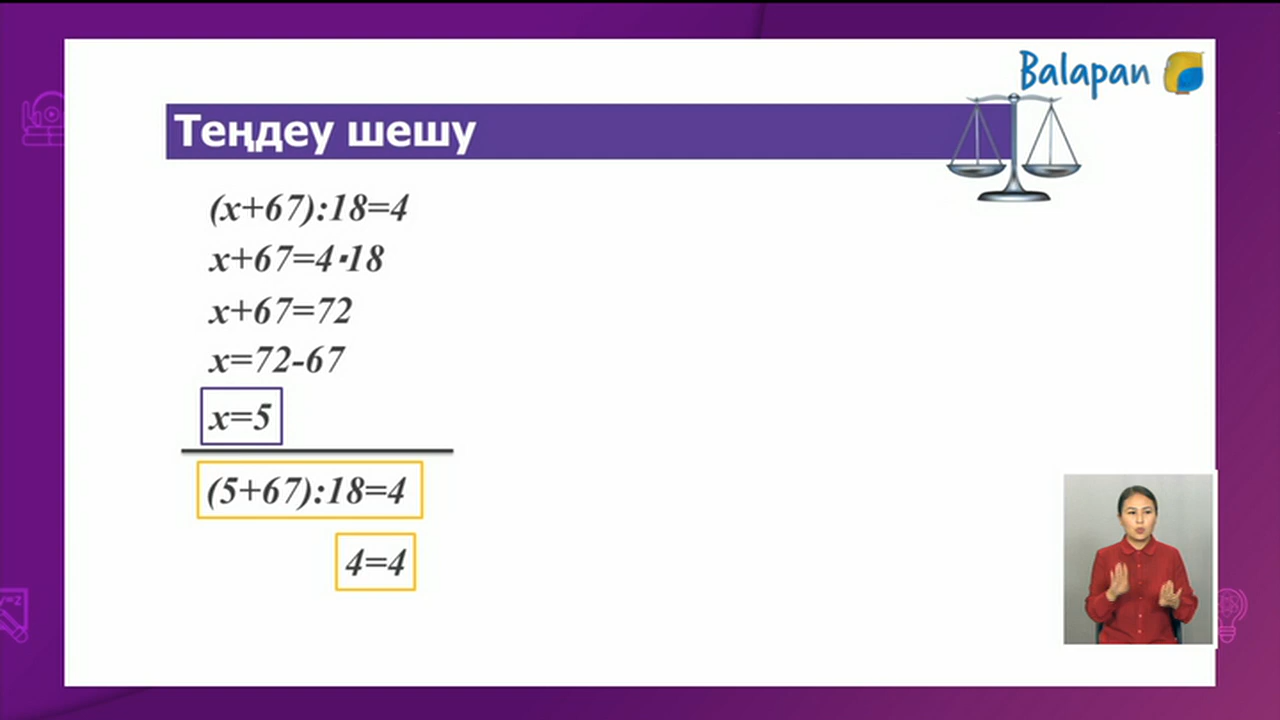 Balapan
Теңдеу шешу
(x+67):18=4
x+67=4·18
x+67=72
x=72-67
x=5
(5+67):18=4
4=4